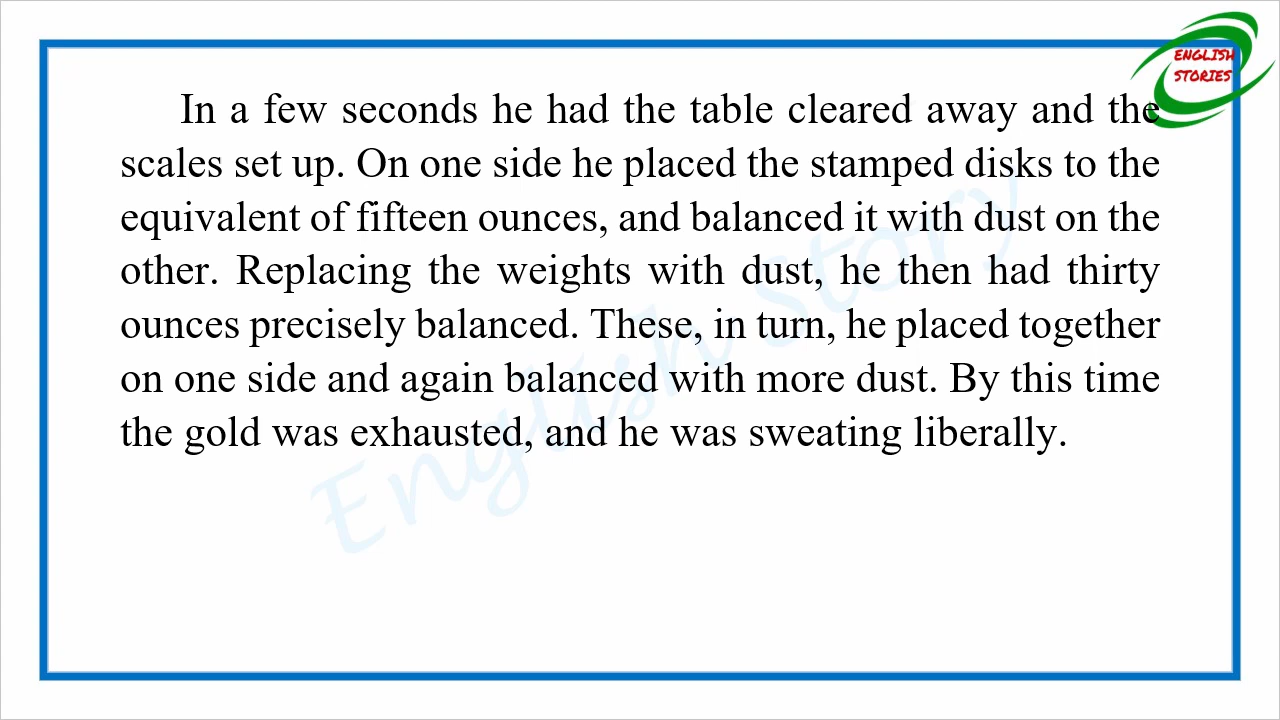 ENGLISH
STORIES
In a few seconds he had the table cleared away and the
scales set up. On one side he placed the stamped disks to the
equivalent of fifteen ounces, and balanced it with dust on the
other. Replacing the weights with dust, he then had thirty
ounces precisely balanced. These, in turn, he placed together
on one side and again balanced with more dust. By this time
the gold was exhausted, and he was sweating liberally.
English Story